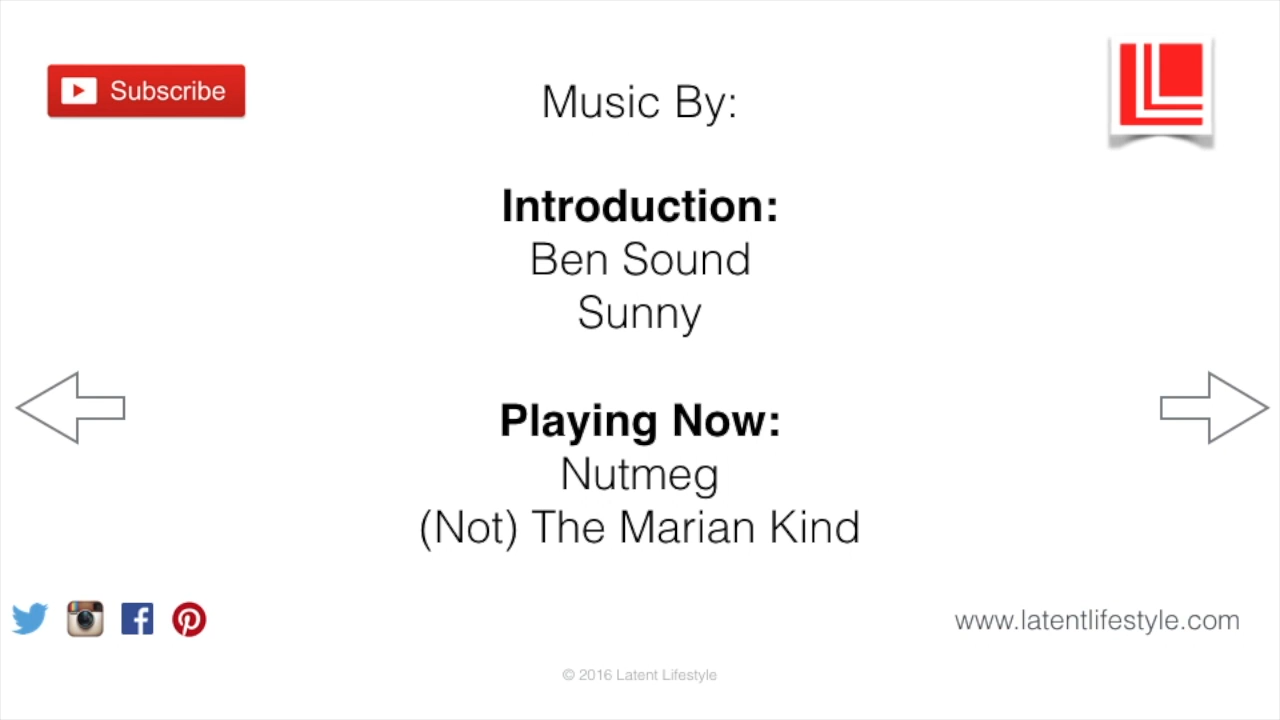 Subscribe
Music By:
Introduction:
Ben Sound
Sunny
Playing Now:
Nutmeg
(Not) The Marian Kind
www.latentlifestyle.com
© 2016 Latent Lifestyle